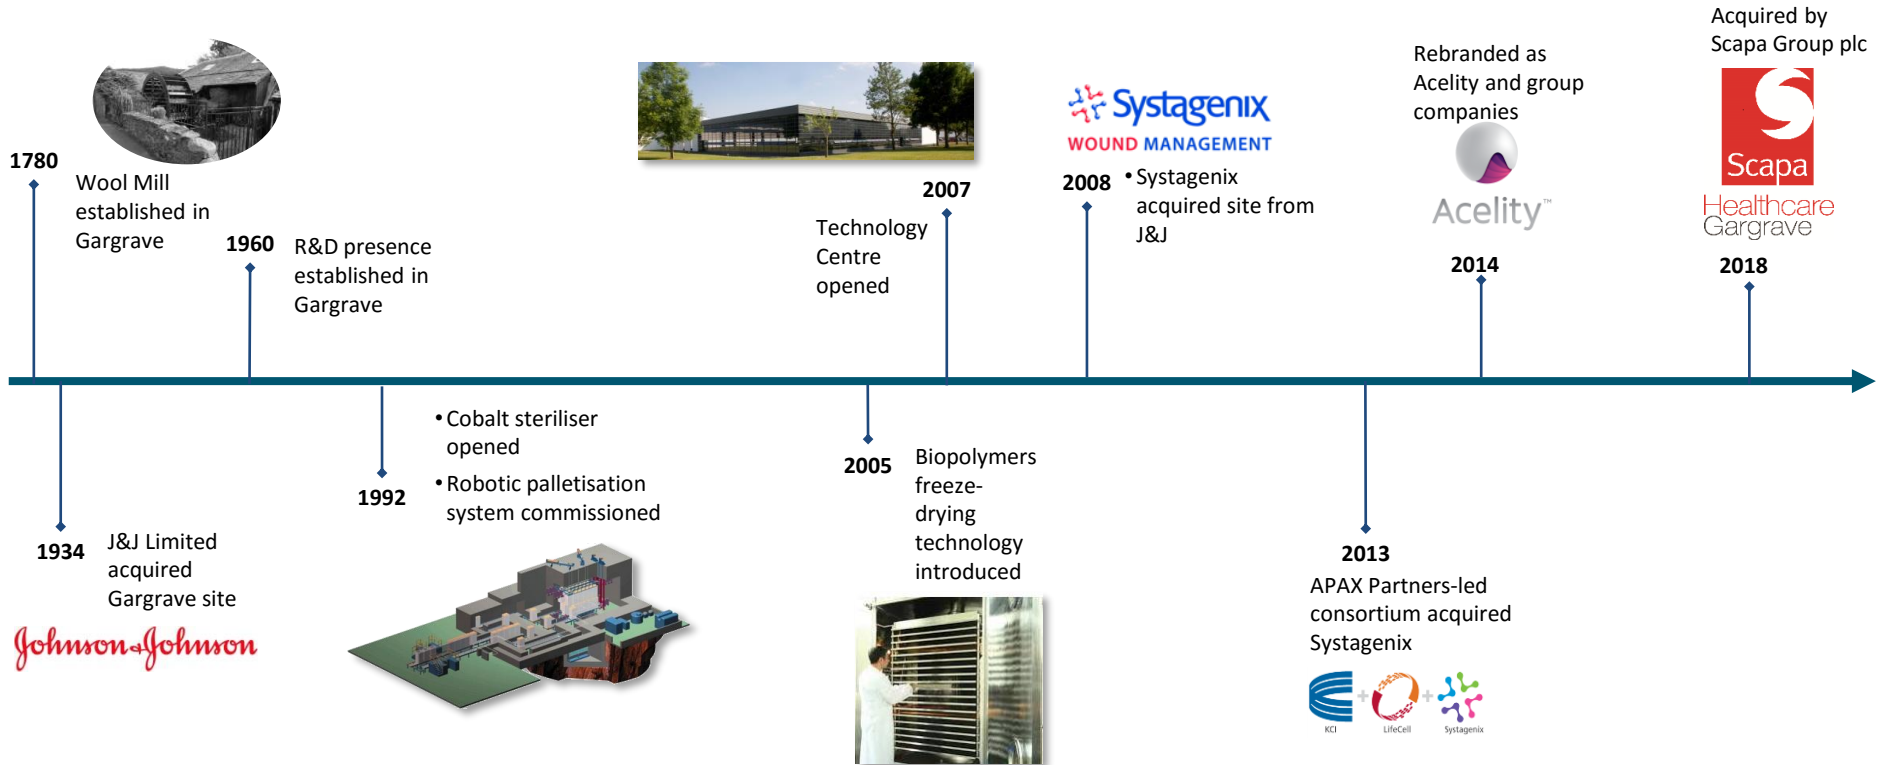 1780
Wool Mill
established in
Gargrave
1934
J&J Limited
acquired
Gargrave site
Johnson & Johnson
1960
R&D presence
established in
Gargrave
1992
• Cobalt steriliser
opened
• Robotic palletisation
system commissioned
2005
Biopolymers
freeze-
drying
technology
introduced
2007
Technology
Centre
opened
Systagenix
WOUND MANAGEMENT
2008
• Systagenix
acquired site from
J&J
2013
APAX Partners-led
consortium acquired
Systagenix
KCI + LifeCell + Systagenix
Rebranded as
Acelity and group
companies
Acelity™
2014
Acquired by
Scapa Group plc
Scapa
Healthcare
Gargrave
2018